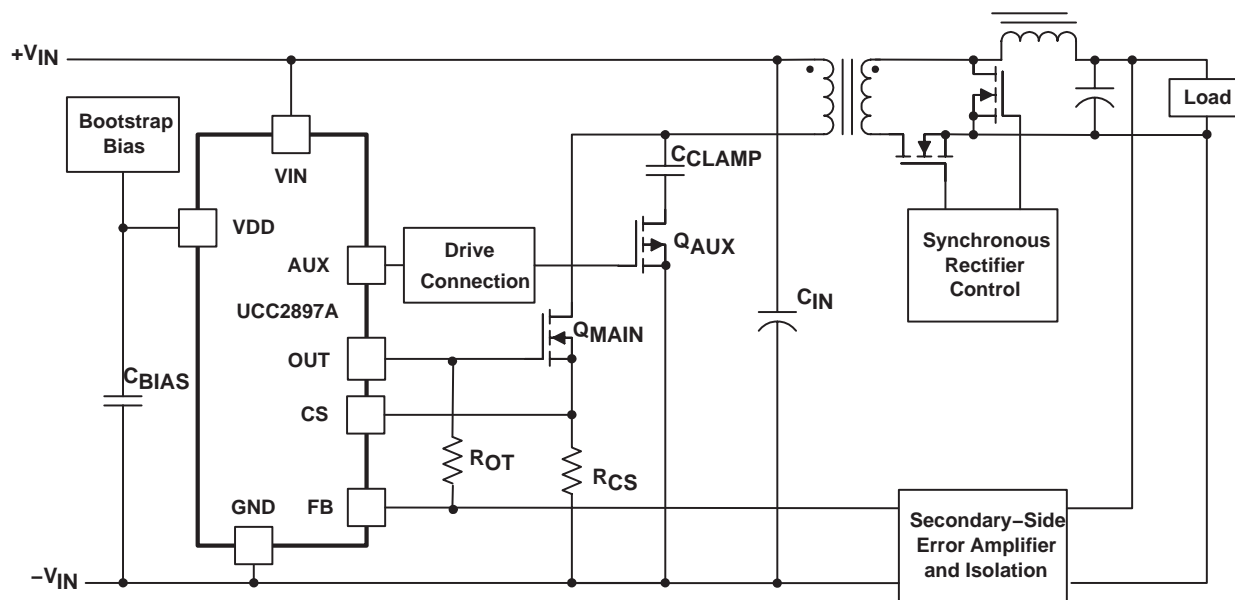 +VIN
Bootstrap
Bias
VIN
VDD
AUX
UCC2897A
OUT
CS
FB
GND
CBIAS
Drive
Connection
CCLAMP
QAUX
QMAIN
ROT
RCS
CIN
Synchronous
Rectifier
Control
Load
Secondary−Side
Error Amplifier
and Isolation
−VIN